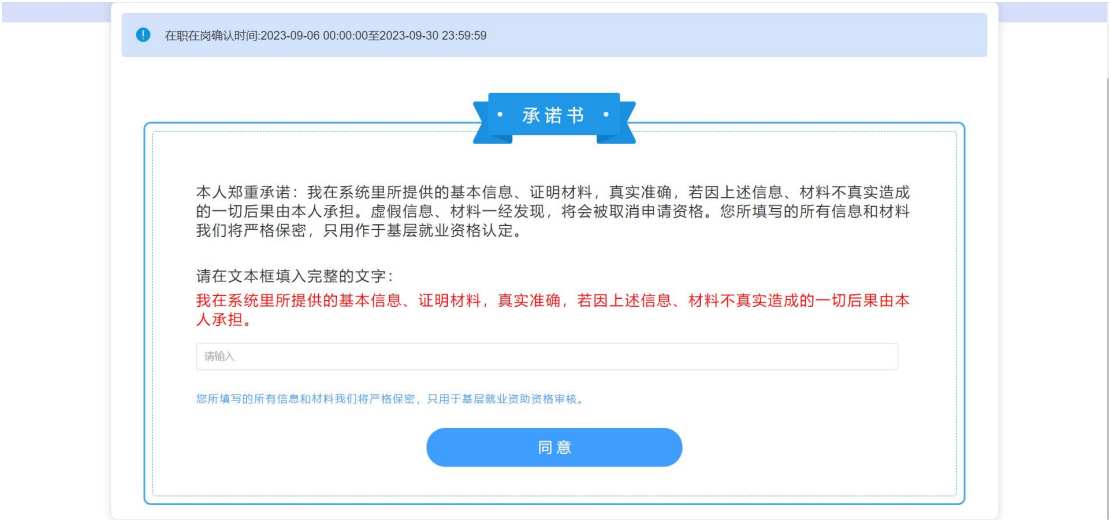 在职在岗确认时间:2023-09-06 00:00:00至2023-09-30 23:59:59
· 承诺书 ·
本人郑重承诺：我在系统里所提供的基本信息、证明材料，真实准确，若因上述信息、材料不真实造成
的一切后果由本人承担。虚假信息、材料一经发现，将会被取消申请资格。您所填写的所有信息和材料
我们将严格保密，只用作于基层就业资格认定。
请在文本框填入完整的文字：
我在系统里所提供的基本信息、证明材料，真实准确，若因上述信息、材料不真实造成的一切后果由本
人承担。
请输入
您所填写的所有信息和材料我们将严格保密，只用于基层就业资助资格审核。
同意